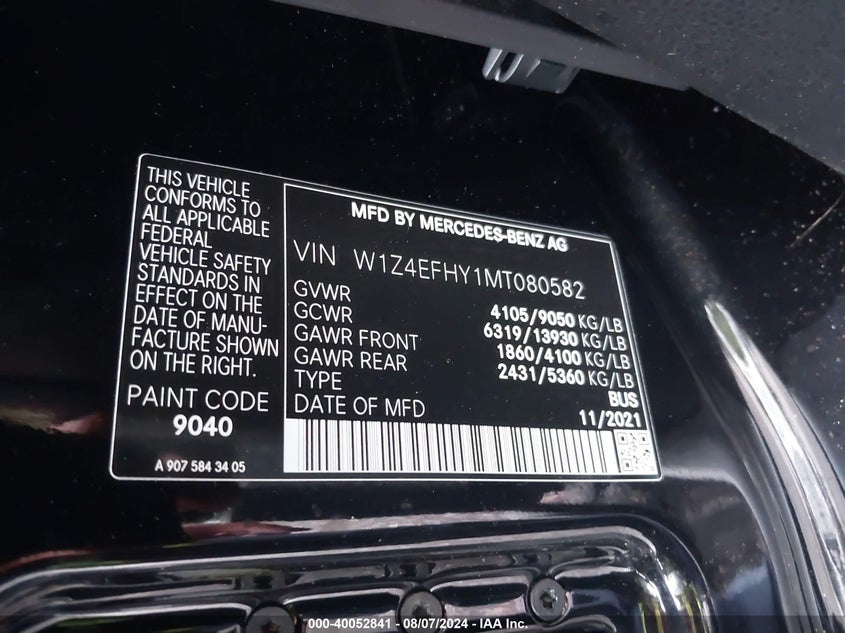 THIS VEHICLE
CONFORMS TO
ALL APPLICABLE
FEDERAL
VEHICLE SAFETY
STANDARDS IN
EFFECT ON THE
DATE OF MANU-
FACTURE SHOWN
ON THE RIGHT.
PAINT CODE
9040
A 907 584 34 05
MFD BY MERCEDES-BENZ AG
VIN W1Z4EFHY1MT080582
GVWR 4105/9050 KG/LB
GCWR 6319/13930 KG/LB
GAWR FRONT 1860/4100 KG/LB
GAWR REAR 2431/5360 KG/LB
TYPE BUS
DATE OF MFD 11/2021
000-40052841 - 08/07/2024 - IAA Inc.